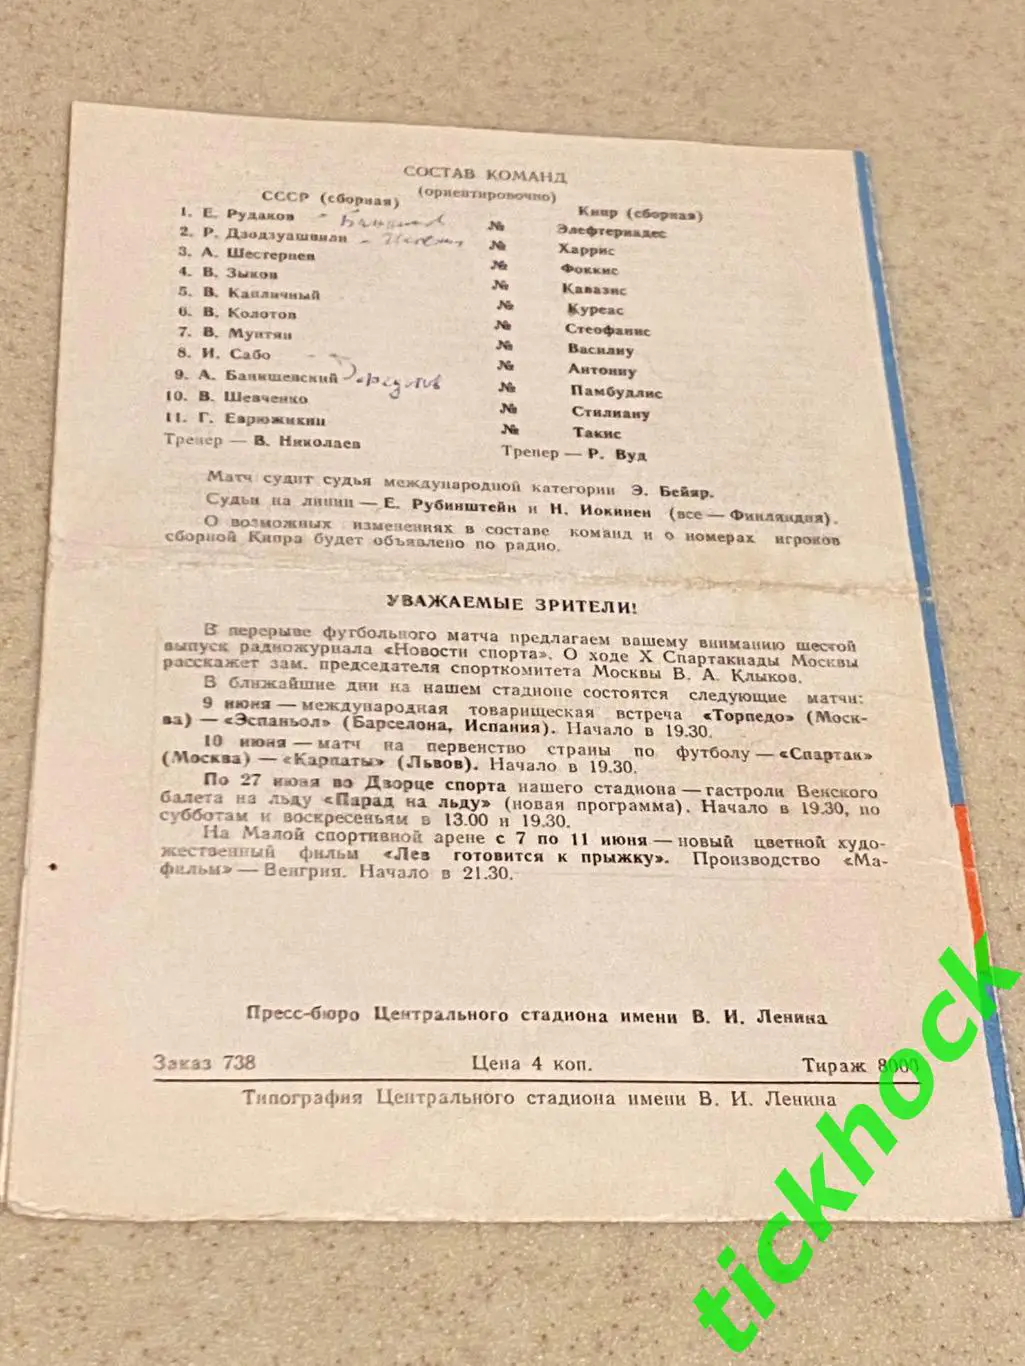 СОСТАВ КОМАНД
(ориентировочно)
СССР (сборная)
1. Е. Рудаков
2. Р. Дзодзуашвили
3. А. Шестернев
4. В. Зыков
5. В. Капличный
6. В. Колотов
7. В. Мунтян
8. И. Сабо
9. А. Банишевский
10. В. Шевченко
11. Г. Еврюжихин
Тренер — В. Николаев
Кипр (сборная)
№ Элефтериадес
№ Харрис
№ Фоккис
№ Кавазис
№ Куреас
№ Стеофанис
№ Василиу
№ Антониу
№ Памбудлис
№ Стилиану
№ Такис
Тренер — Р. Вуд
Матч судит судья международной категории Э. Бейяр.
Судьи на линии — Е. Рубинштейн и Н. Иокинен (все — Финляндия).
О возможных изменениях в составе команд и о номерах игроков
сборной Кипра будет объявлено по радио.
УВАЖАЕМЫЕ ЗРИТЕЛИ!
В перерыве футбольного матча предлагаем вашему вниманию шестой
выпуск радиожурнала «Новости спорта». О ходе X Спартакиады Москвы
расскажет зам. председателя спорткомитета Москвы В. А. Клыков.
В ближайшие дни на нашем стадионе состоятся следующие матчи:
9 июня — международная товарищеская встреча «Торпедо» (Моск-
ва) — «Эспаньол» (Барселона, Испания). Начало в 19.30.
10 июня — матч на первенство страны по футболу — «Спартак»
(Москва) — «Карпаты» (Львов). Начало в 19.30.
По 27 июня во Дворце спорта нашего стадиона — гастроли Венского
балета на льду «Парад на льду» (новая программа). Начало в 19.30, по
субботам и воскресеньям в 13.00 и 19.30.
На Малой спортивной арене с 7 по 11 июня — новый цветной худо-
жественный фильм «Лев готовится к прыжку». Производство «Ма-
фильм» — Венгрия. Начало в 21.30.
Пресс-бюро Центрального стадиона имени В. И. Ленина
Заказ 738 Цена 4 коп. Тираж 8000
Типография Центрального стадиона имени В. И. Ленина
tickhock